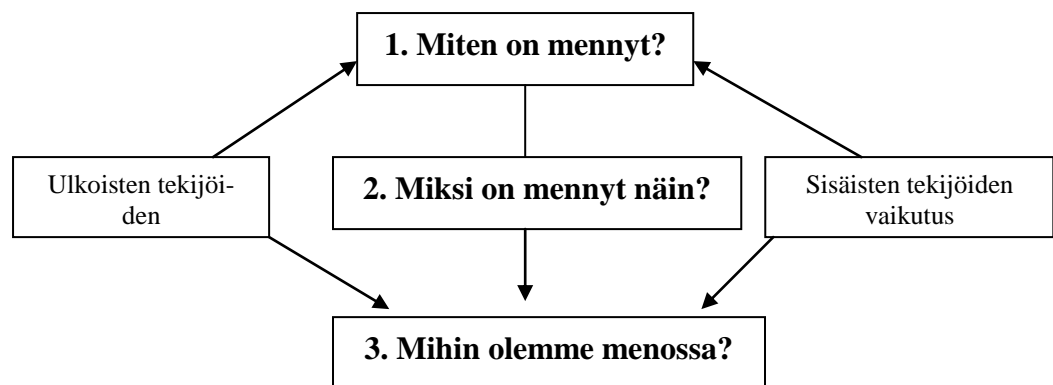 1. Miten on mennyt?
Ulkoisten tekijöi-
den
2. Miksi on mennyt näin?
Sisäisten tekijöiden
vaikutus
3. Mihin olemme menossa?